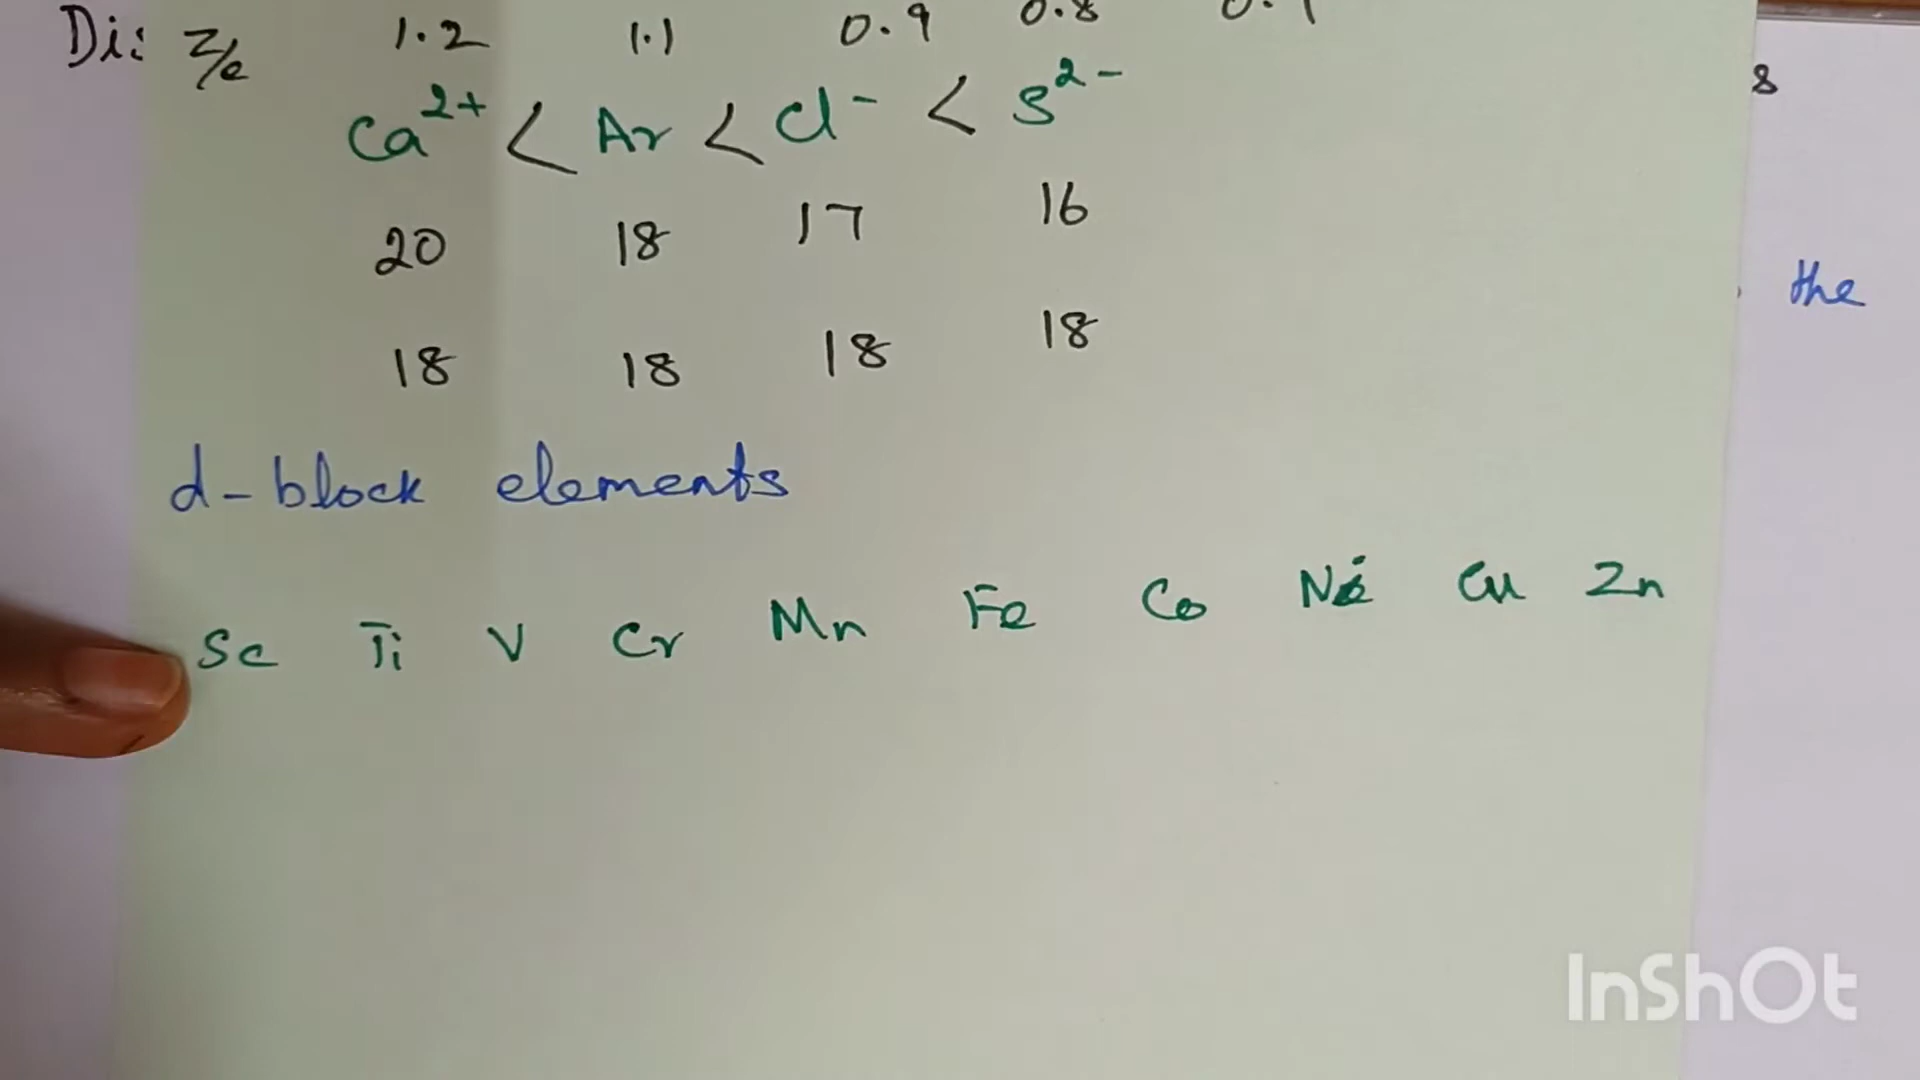 Di: Z/e 1.2 1.1 0.9 0.8
Ca²⁺ < Ar < Cl⁻ < S²⁻
20 18 17 16
18 18 18 18
d-block elements
Sc Ti V Cr Mn Fe Co Ni Cu Zn
8
the
InShOt